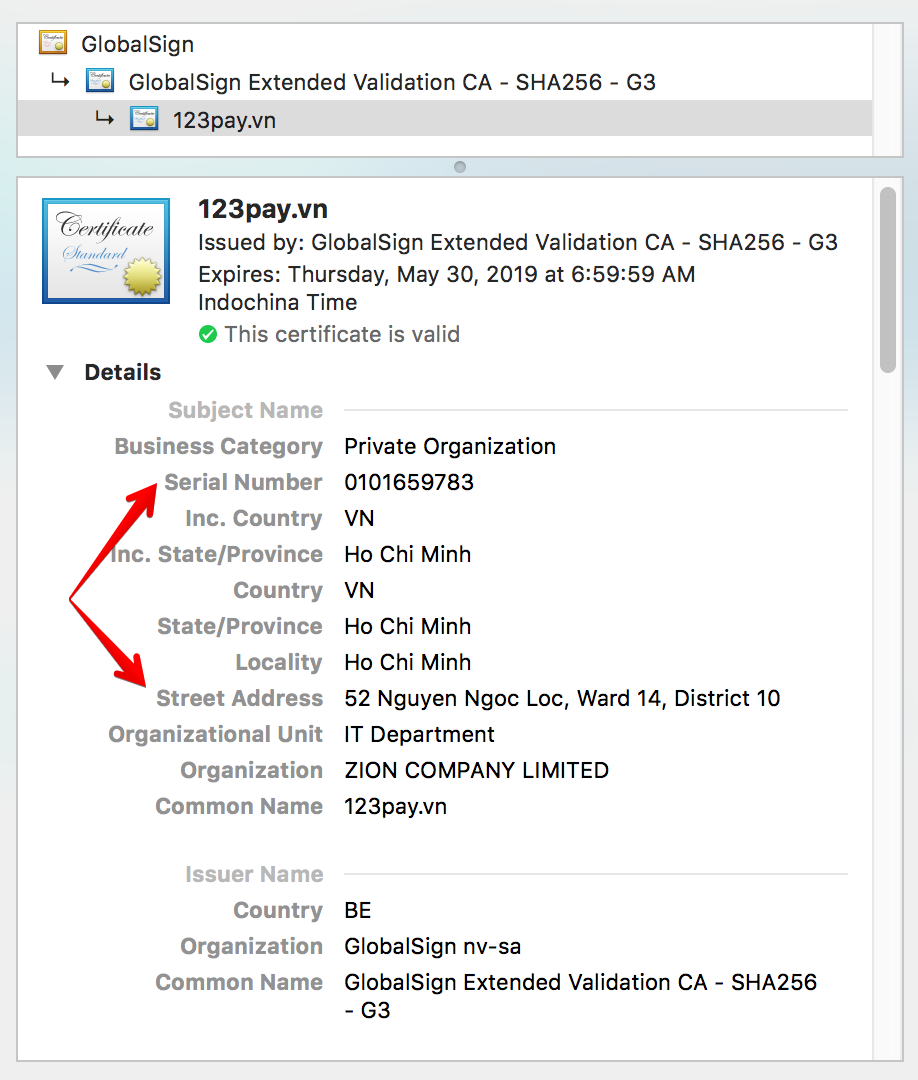 GlobalSign
↳ GlobalSign Extended Validation CA - SHA256 - G3
↳ 123pay.vn
Certificate
Standard
123pay.vn
Issued by: GlobalSign Extended Validation CA - SHA256 - G3
Expires: Thursday, May 30, 2019 at 6:59:59 AM
Indochina Time
This certificate is valid
Details
Subject Name
Business Category Private Organization
Serial Number 0101659783
Inc. Country VN
Inc. State/Province Ho Chi Minh
Country VN
State/Province Ho Chi Minh
Locality Ho Chi Minh
Street Address 52 Nguyen Ngoc Loc, Ward 14, District 10
Organizational Unit IT Department
Organization ZION COMPANY LIMITED
Common Name 123pay.vn
Issuer Name
Country BE
Organization GlobalSign nv-sa
Common Name GlobalSign Extended Validation CA - SHA256
- G3